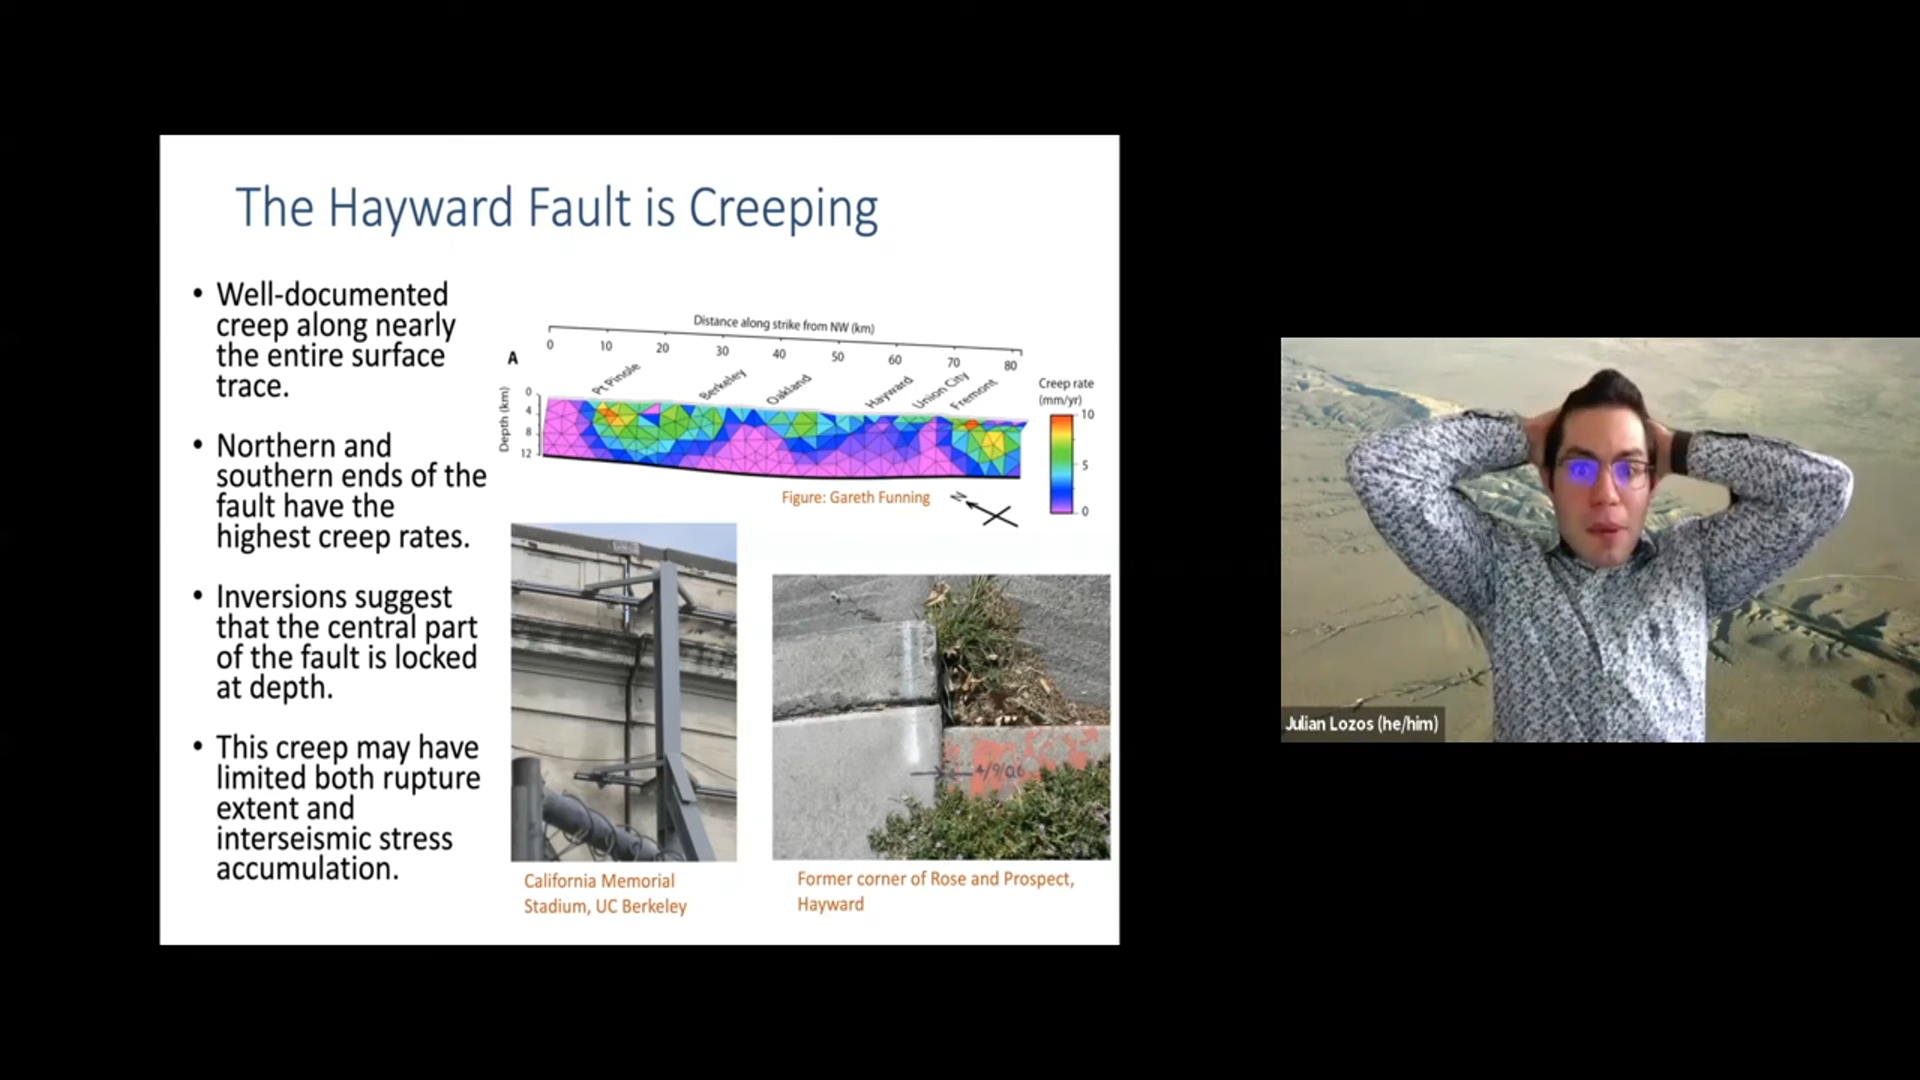 The Hayward Fault is Creeping
• Well-documented
creep along nearly
the entire surface
trace.
• Northern and
southern ends of the
fault have the
highest creep rates.
• Inversions suggest
that the central part
of the fault is locked
at depth.
• This creep may have
limited both rupture
extent and
interseismic stress
accumulation.
Distance along strike from NW (km)
0 10 20 30 40 50 60 70 80
A
Pt Pinole Berkeley Oakland Hayward Union City Fremont
Depth (km)
0
4
8
12
Creep rate
(mm/yr)
10
5
0
Figure: Gareth Funning
N
4/9/06
California Memorial
Stadium, UC Berkeley
Former corner of Rose and Prospect,
Hayward
Julian Lozos (he/him)